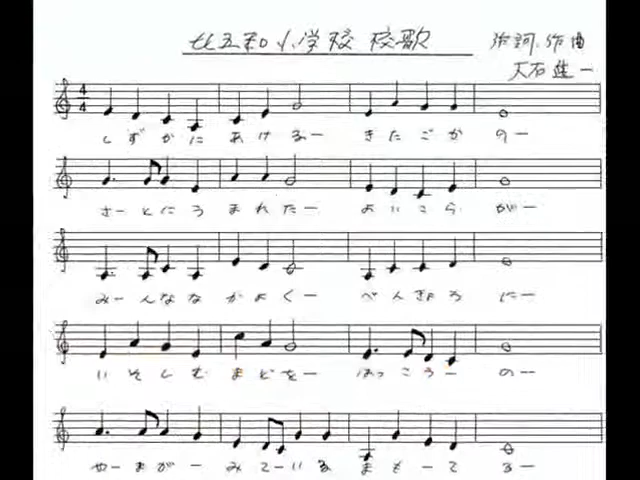 北五和小学校 校歌
作詞・作曲
大石 進一
4 4
しずかにあけるー きたごかのー
さーとにうまれたー よいこらがー
みーんななかよくー べんきょうにー
いそしむまどをー はっこうーのー
やーまがーみてーいる まもーてるー